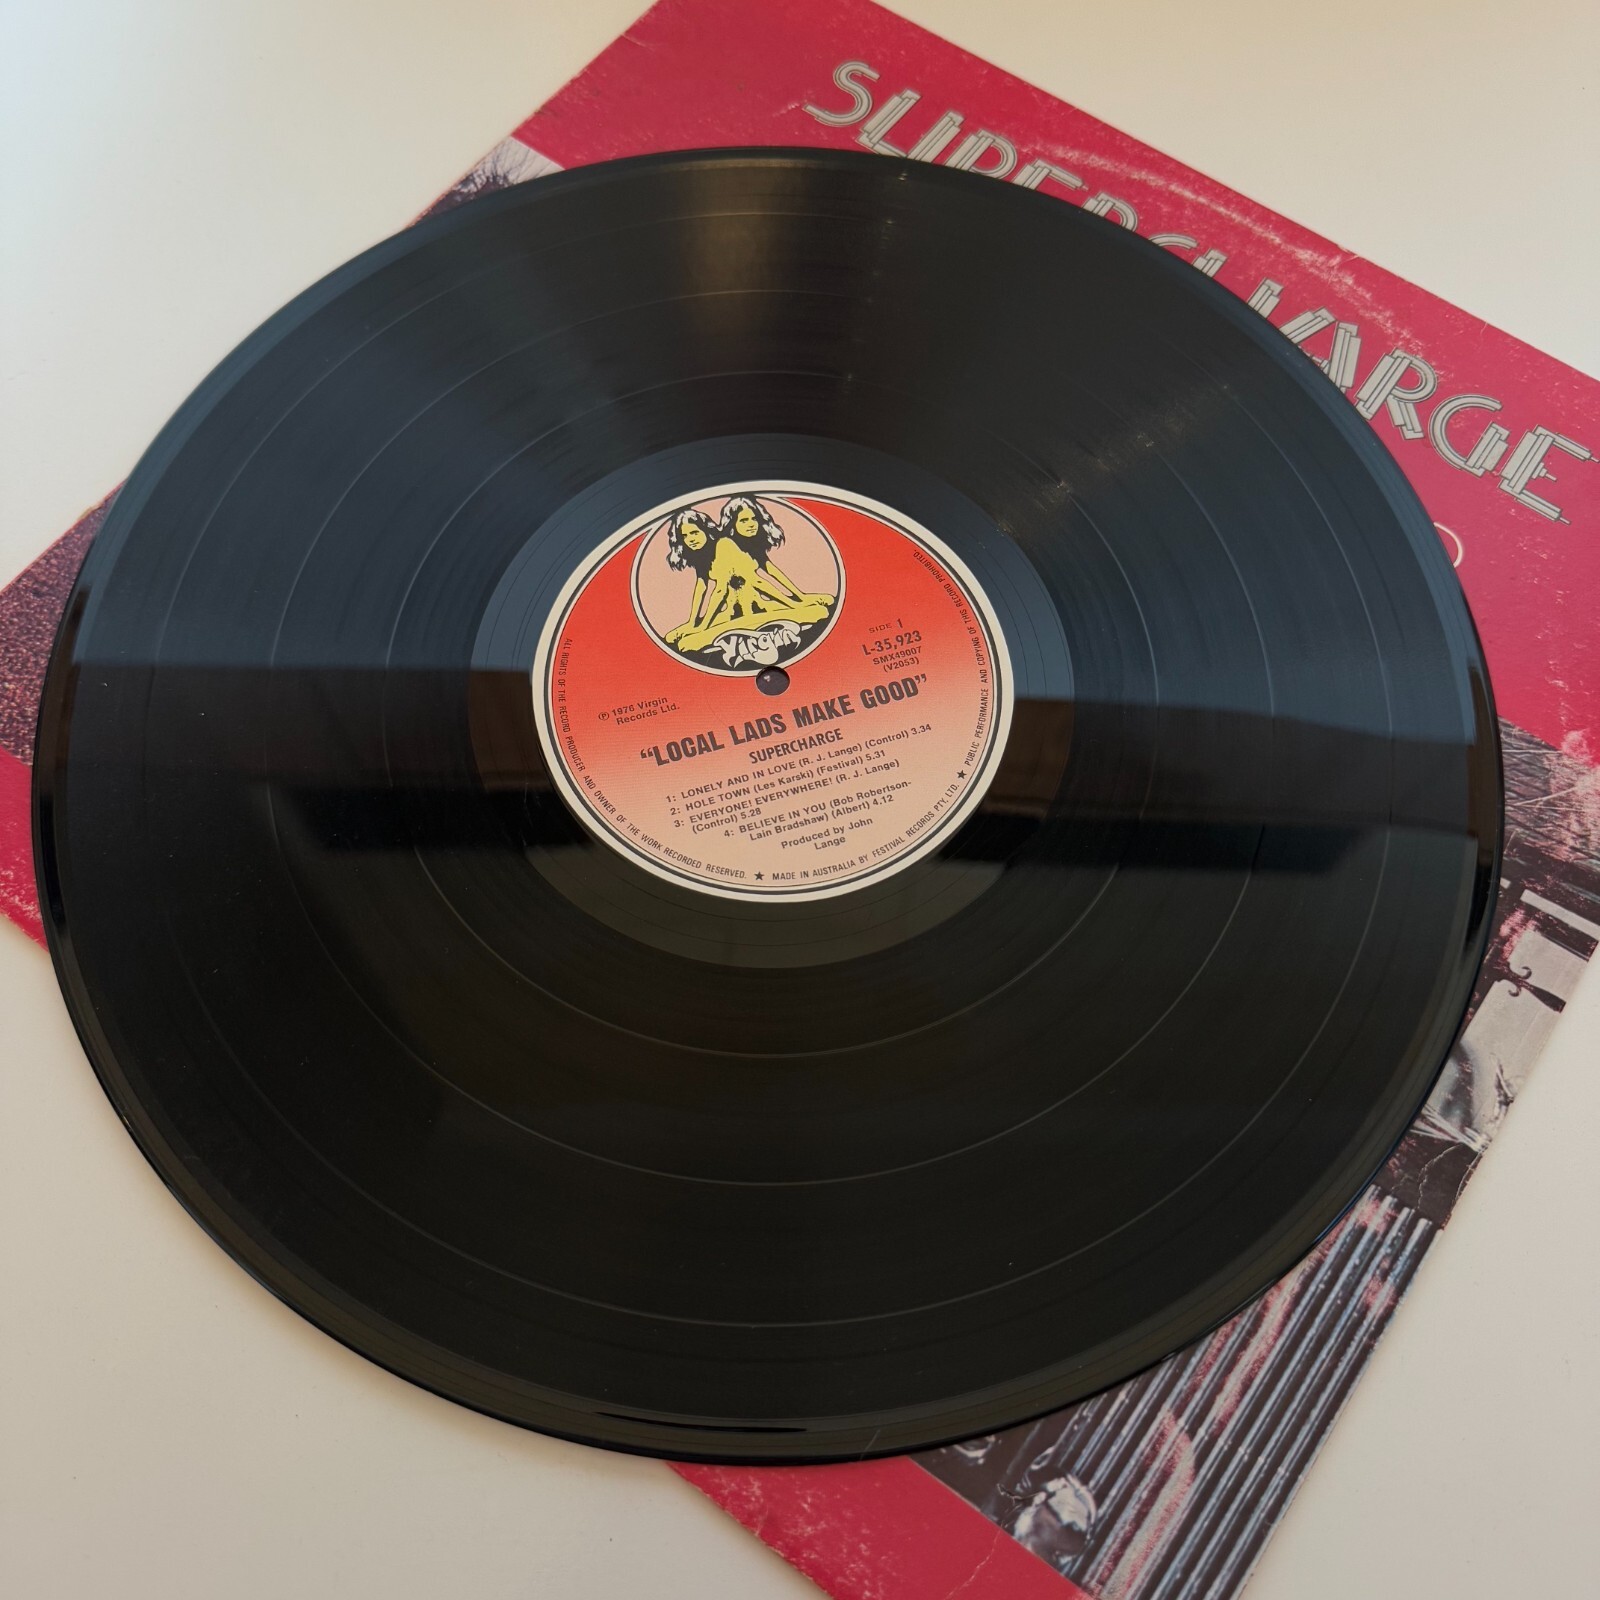 SUPERCHARGE
Virgin
SIDE 1
L-35,923
SMX49007
(V2053)
℗ 1976 Virgin
Records Ltd.
“LOCAL LADS MAKE GOOD”
SUPERCHARGE
1: LONELY AND IN LOVE (R. J. Lange) (Control) 3.34
2: HOLE TOWN (Les Karski) (Festival) 5.31
3: EVERYONE! EVERYWHERE! (R. J. Lange)
(Control) 5.28
4: BELIEVE IN YOU (Bob Robertson-
Lain Bradshaw) (Albert) 4.12
Produced by John
Lange
ALL RIGHTS OF THE RECORD PRODUCER AND OWNER OF THE WORK RECORDED RESERVED. ★ MADE IN AUSTRALIA BY FESTIVAL RECORDS PTY. LTD. ★ PUBLIC PERFORMANCE AND COPYING OF THIS RECORD PROHIBITED.